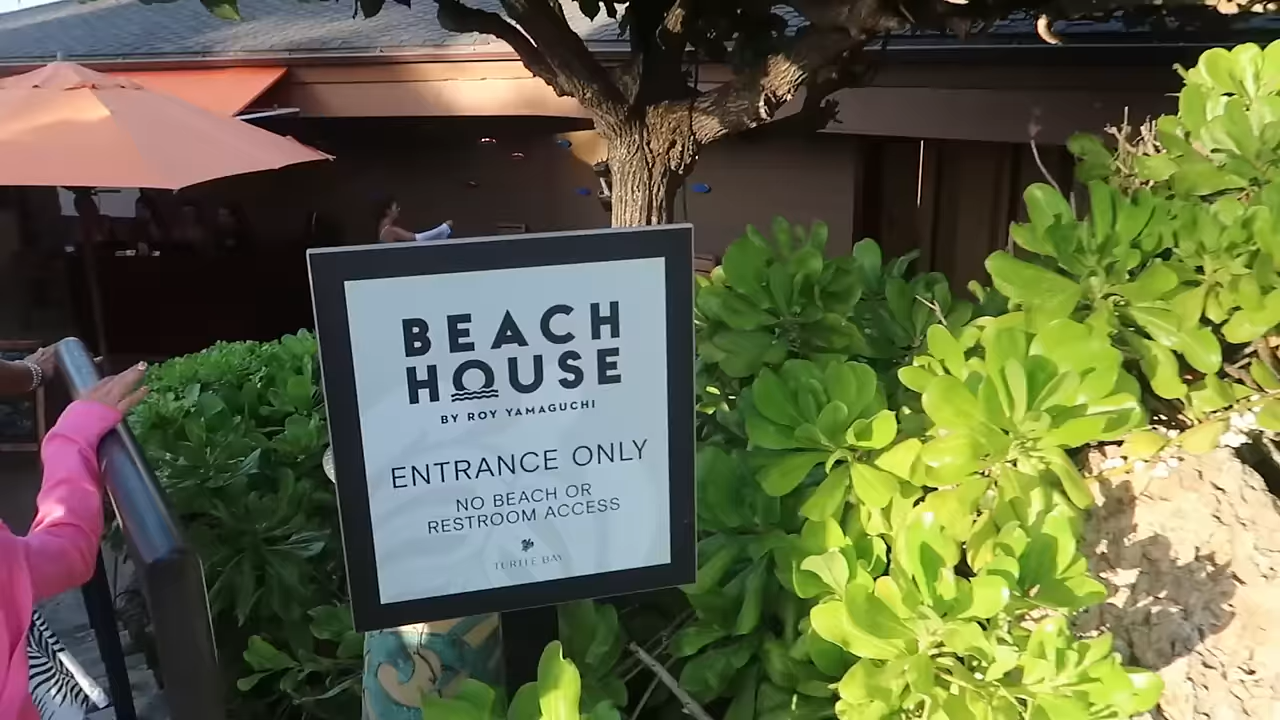 BEACH
HOUSE
BY ROY YAMAGUCHI
ENTRANCE ONLY
NO BEACH OR
RESTROOM ACCESS
TURTLE BAY